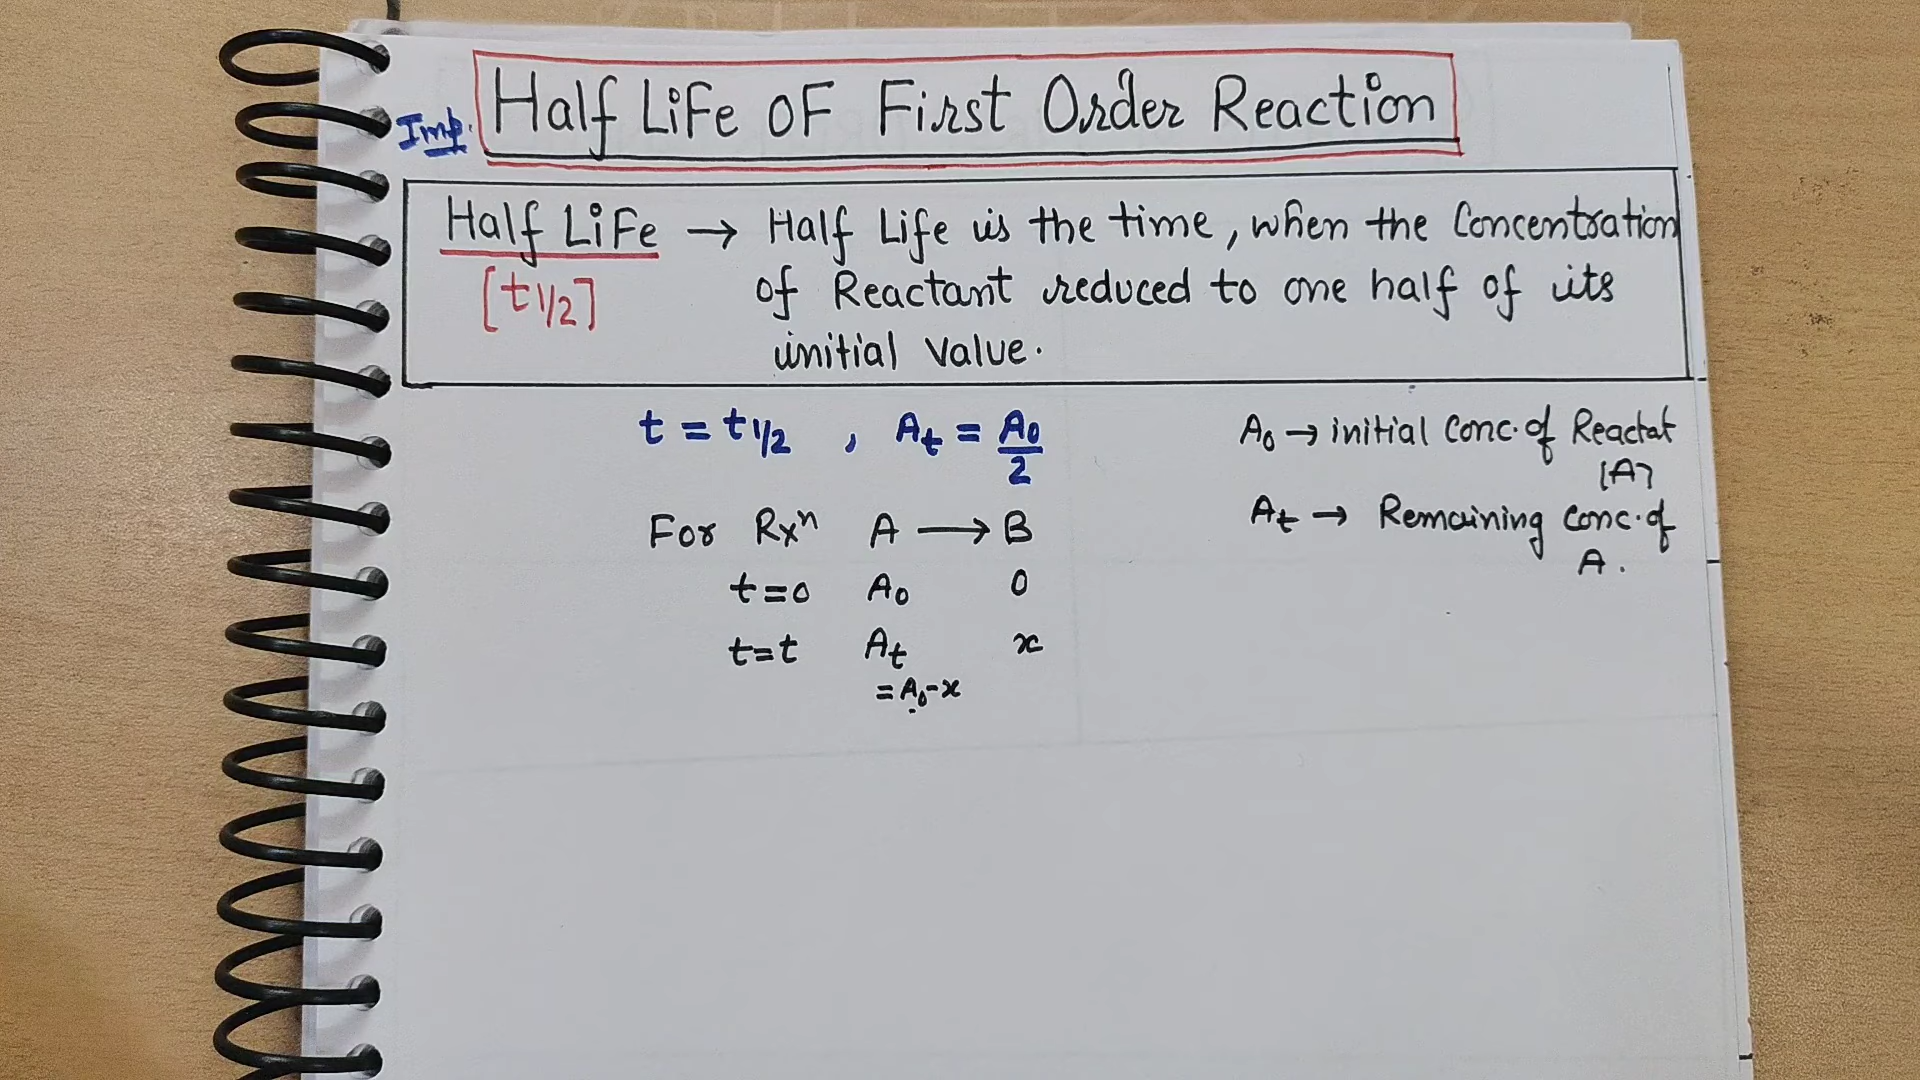 Half Life OF First Order Reaction
Imp.
Half Life → Half Life is the time, when the Concentration
[t1/2] of Reactant reduced to one half of its
initial value.
t = t1/2 , At = A0/2
A0 → initial conc. of Reactat
[A]
At → Remaining conc. of
A.
For Rxⁿ A → B
t=0 A0 0
t=t At x
=A0-x